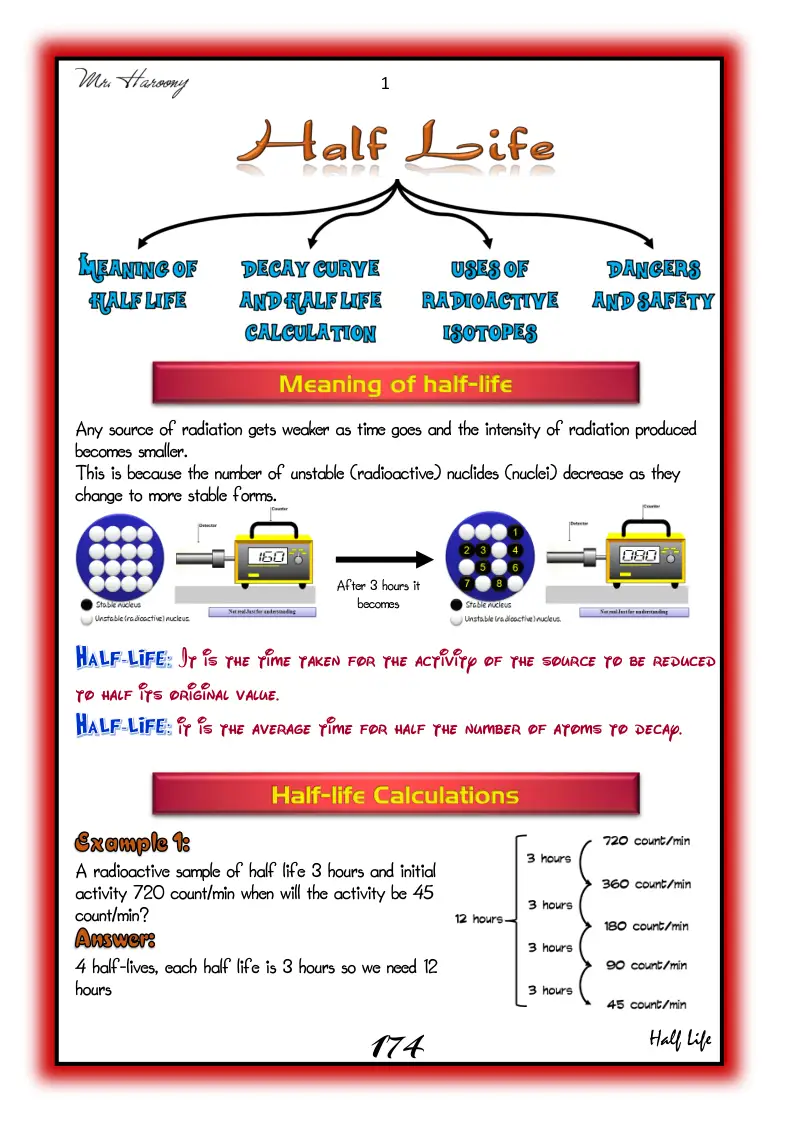 Mr. Haroony
1
Half Life
Meaning of
Half life
Decay curve
and Half life
calculation
uses of
radioactive
isotopes
dangers
and safety
Meaning of half-life
Any source of radiation gets weaker as time goes and the intensity of radiation produced
becomes smaller.
This is because the number of unstable (radioactive) nuclides (nuclei) decrease as they
change to more stable forms.
Counter
Detector
160
Stable nucleus
Unstable (radioactive) nucleus.
Not real-Just for understanding
After 3 hours it
becomes
1
2 3 4
5 6
7 8
Counter
Detector
080
Stable nucleus
Unstable (radioactive) nucleus.
Not real-Just for understanding
Half-Life: It is the time taken for the activity of the source to be reduced
to half its original value.
Half-Life: it is the average time for half the number of atoms to decay.
Half-life Calculations
Example 1:
A radioactive sample of half life 3 hours and initial
activity 720 count/min when will the activity be 45
count/min?
Answer:
4 half-lives, each half life is 3 hours so we need 12
hours
720 count/min
3 hours
360 count/min
3 hours
12 hours
180 count/min
3 hours
90 count/min
3 hours
45 count/min
174
Half Life